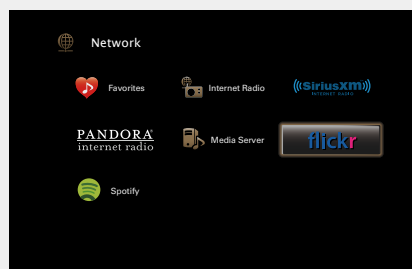 Network
Favorites
Internet Radio
((SiriusXM))
INTERNET RADIO
PANDORA®
internet radio
Media Server
flickr
Spotify